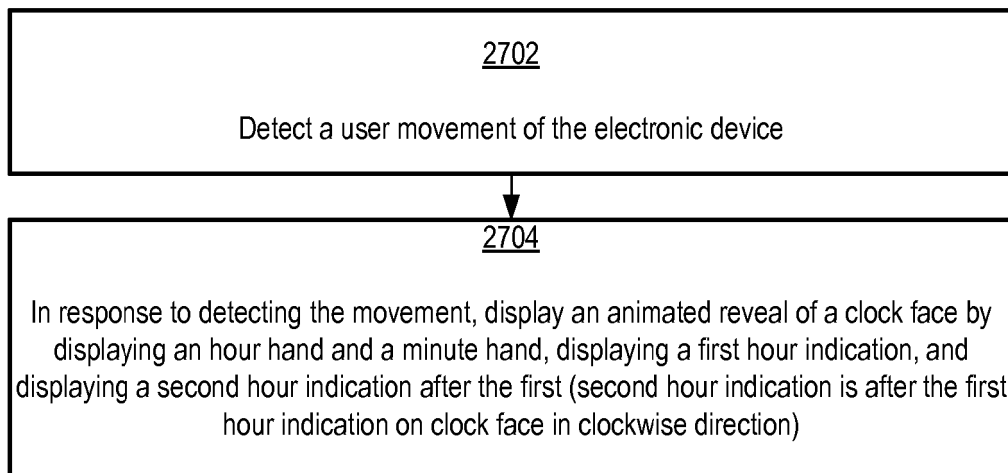 2702
Detect a user movement of the electronic device
2704
In response to detecting the movement, display an animated reveal of a clock face by
displaying an hour hand and a minute hand, displaying a first hour indication, and
displaying a second hour indication after the first (second hour indication is after the first
hour indication on clock face in clockwise direction)